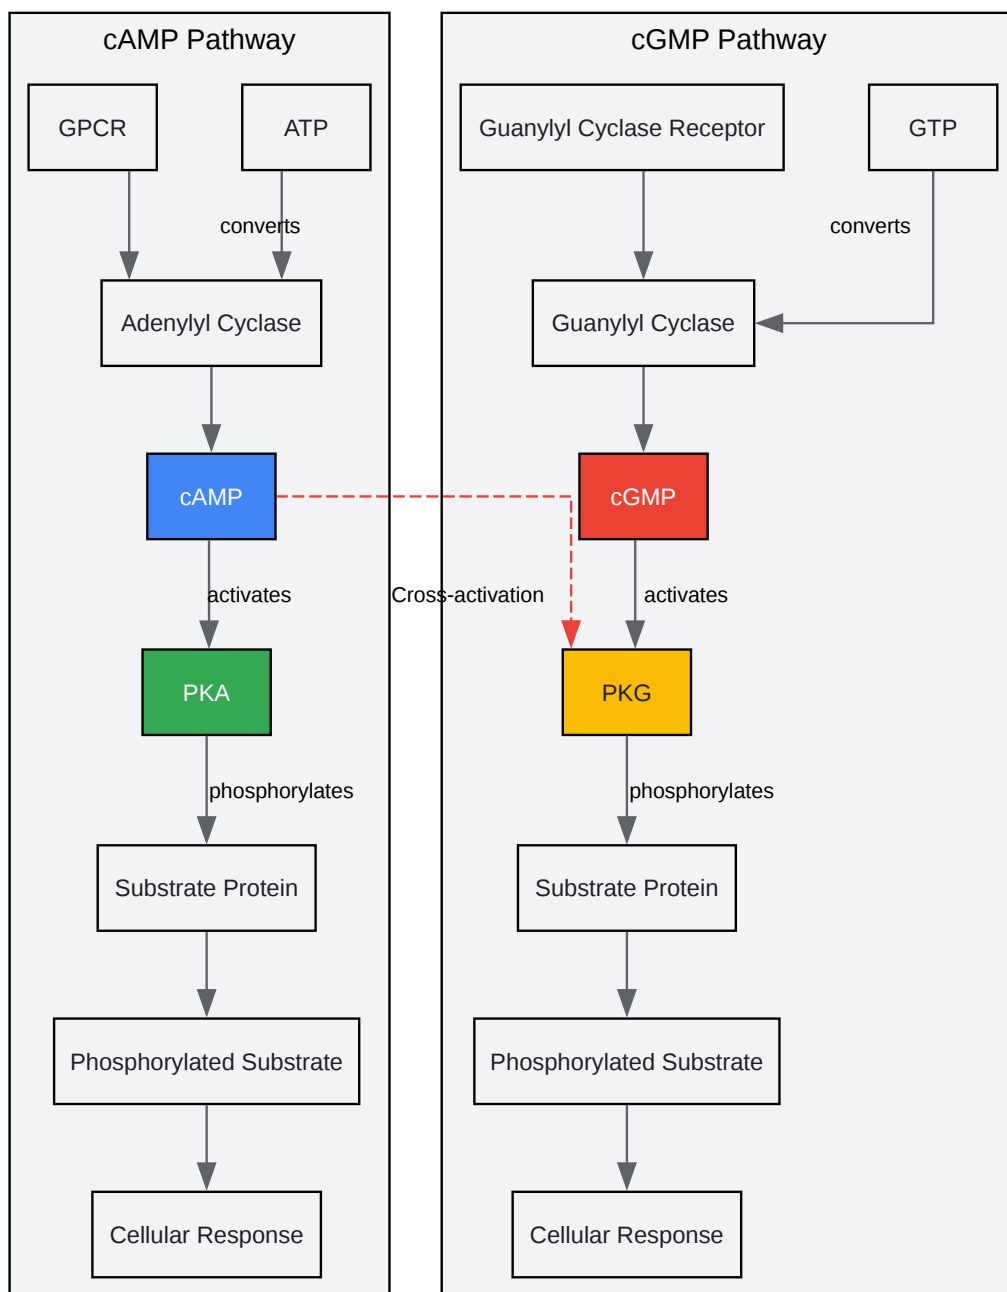 cAMP Pathway
GPCR
ATP
converts
Adenylyl Cyclase
cAMP
activates
PKA
phosphorylates
Substrate Protein
Phosphorylated Substrate
Cellular Response
Cross-activation
cGMP Pathway
Guanylyl Cyclase Receptor
GTP
converts
Guanylyl Cyclase
cGMP
activates
PKG
phosphorylates
Substrate Protein
Phosphorylated Substrate
Cellular Response